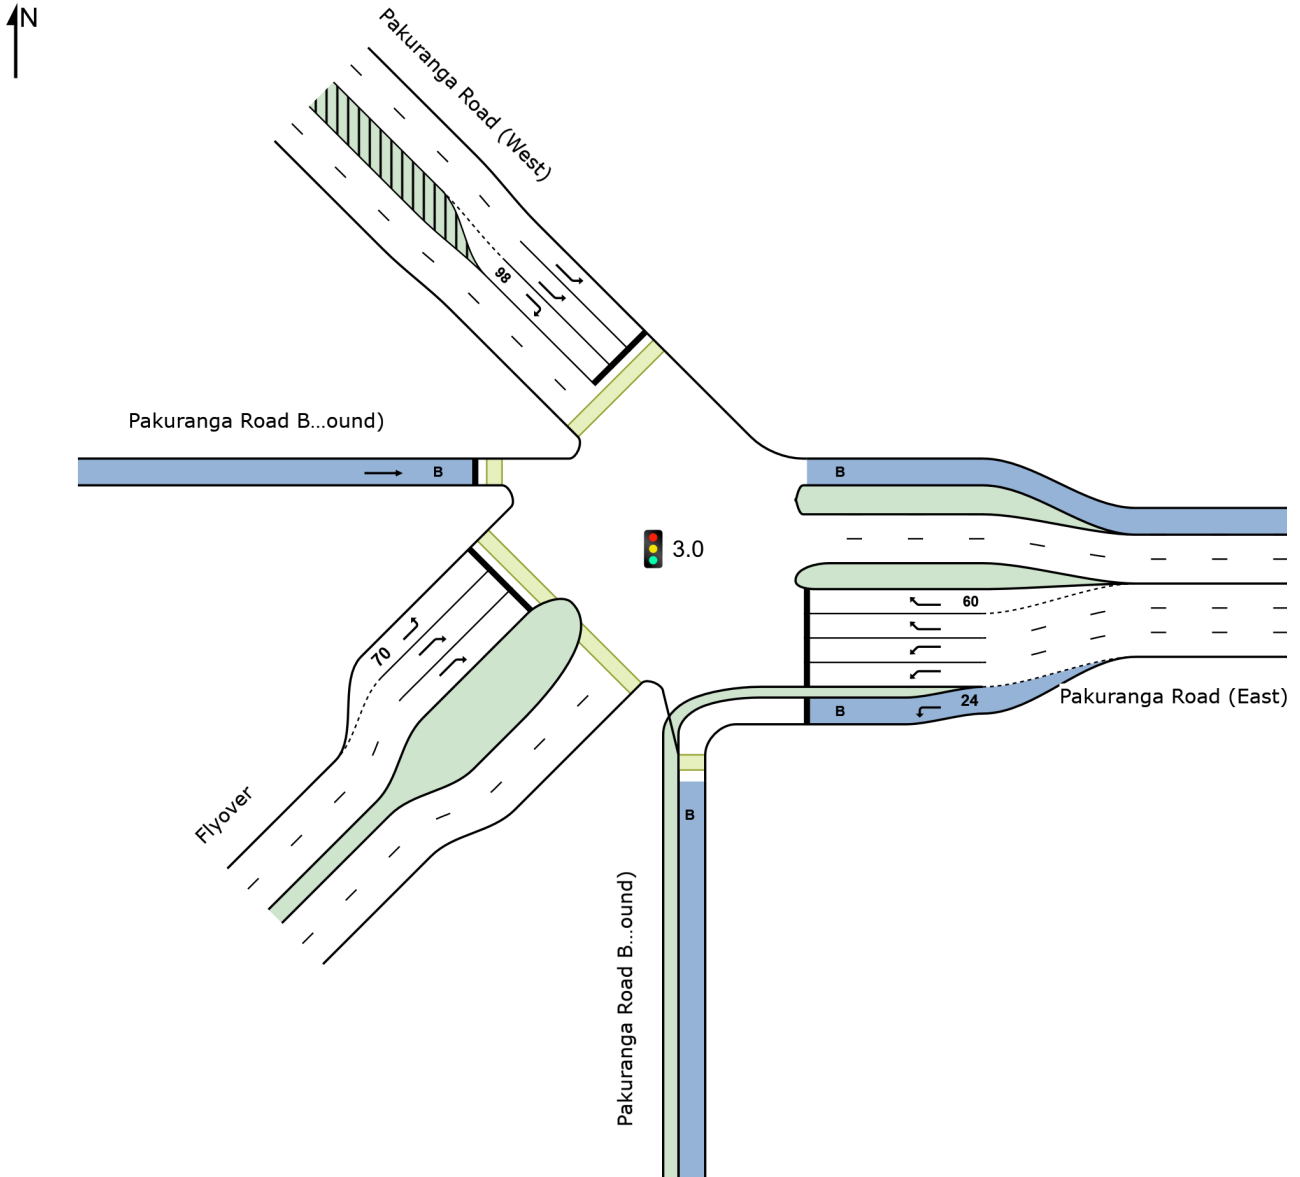 N
Pakuranga Road (West)
98
Pakuranga Road B...ound)
B
B
3.0
60
70
24
Pakuranga Road (East)
B
Flyover
B
Pakuranga Road B...ound)